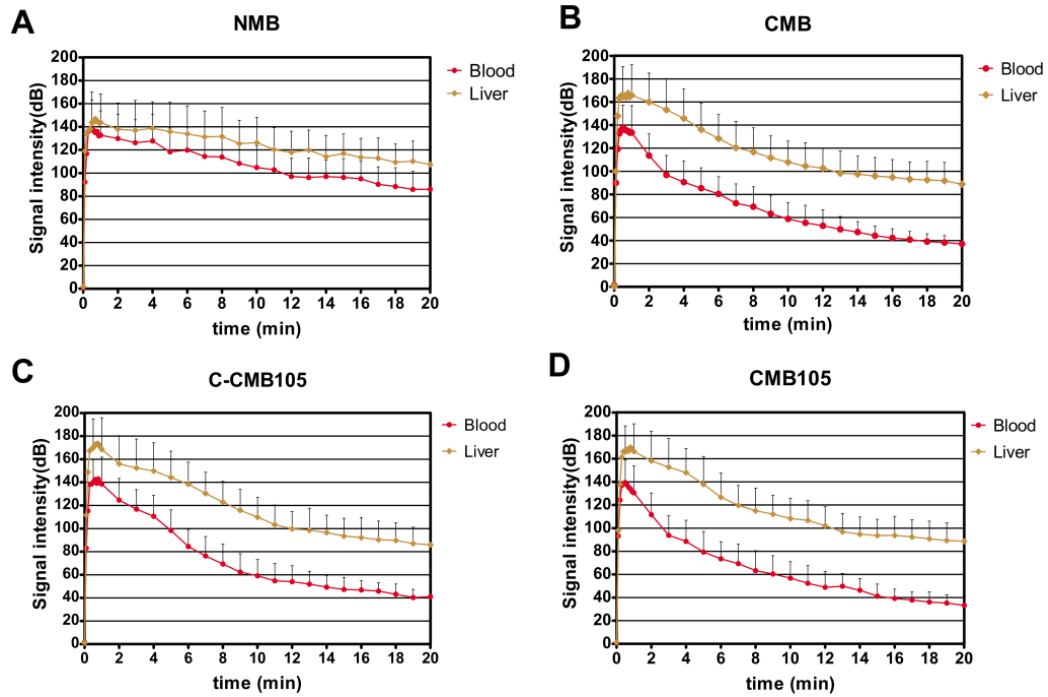 A
NMB
Signal intensity(dB)
200
180
160
140
120
100
80
60
40
20
0
0 2 4 6 8 10 12 14 16 18 20
time (min)
Blood
Liver
B
CMB
Signal intensity(dB)
200
180
160
140
120
100
80
60
40
20
0
0 2 4 6 8 10 12 14 16 18 20
time (min)
Blood
Liver
C
C-CMB105
Signal intensity(dB)
200
180
160
140
120
100
80
60
40
20
0
0 2 4 6 8 10 12 14 16 18 20
time (min)
Blood
Liver
D
CMB105
Signal intensity(dB)
200
180
160
140
120
100
80
60
40
20
0
0 2 4 6 8 10 12 14 16 18 20
time (min)
Blood
Liver